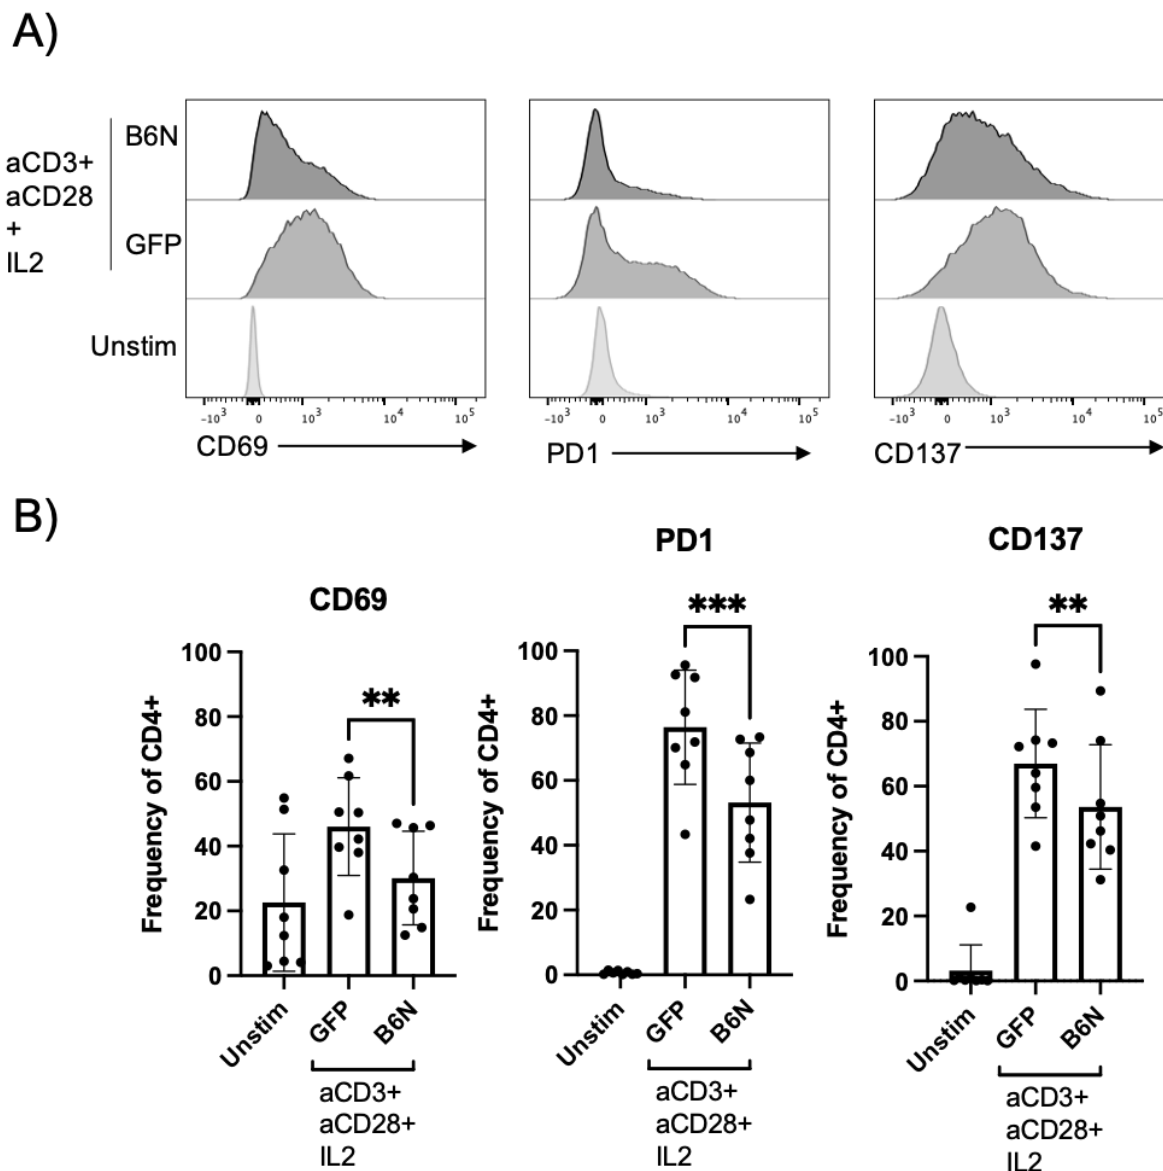 A)
aCD3+
aCD28
+
IL2
B6N
GFP
Unstim
-10³ 0 10³ 10⁴ 10⁵
CD69
-10³ 0 10³ 10⁴ 10⁵
PD1
-10³ 0 10³ 10⁴ 10⁵
CD137
B)
CD69
**
Frequency of CD4+
100
80
60
40
20
0
Unstim
GFP
B6N
aCD3+
aCD28+
IL2
PD1
***
Frequency of CD4+
100
80
60
40
20
0
Unstim
GFP
B6N
aCD3+
aCD28+
IL2
CD137
**
Frequency of CD4+
100
80
60
40
20
0
Unstim
GFP
B6N
aCD3+
aCD28+
IL2